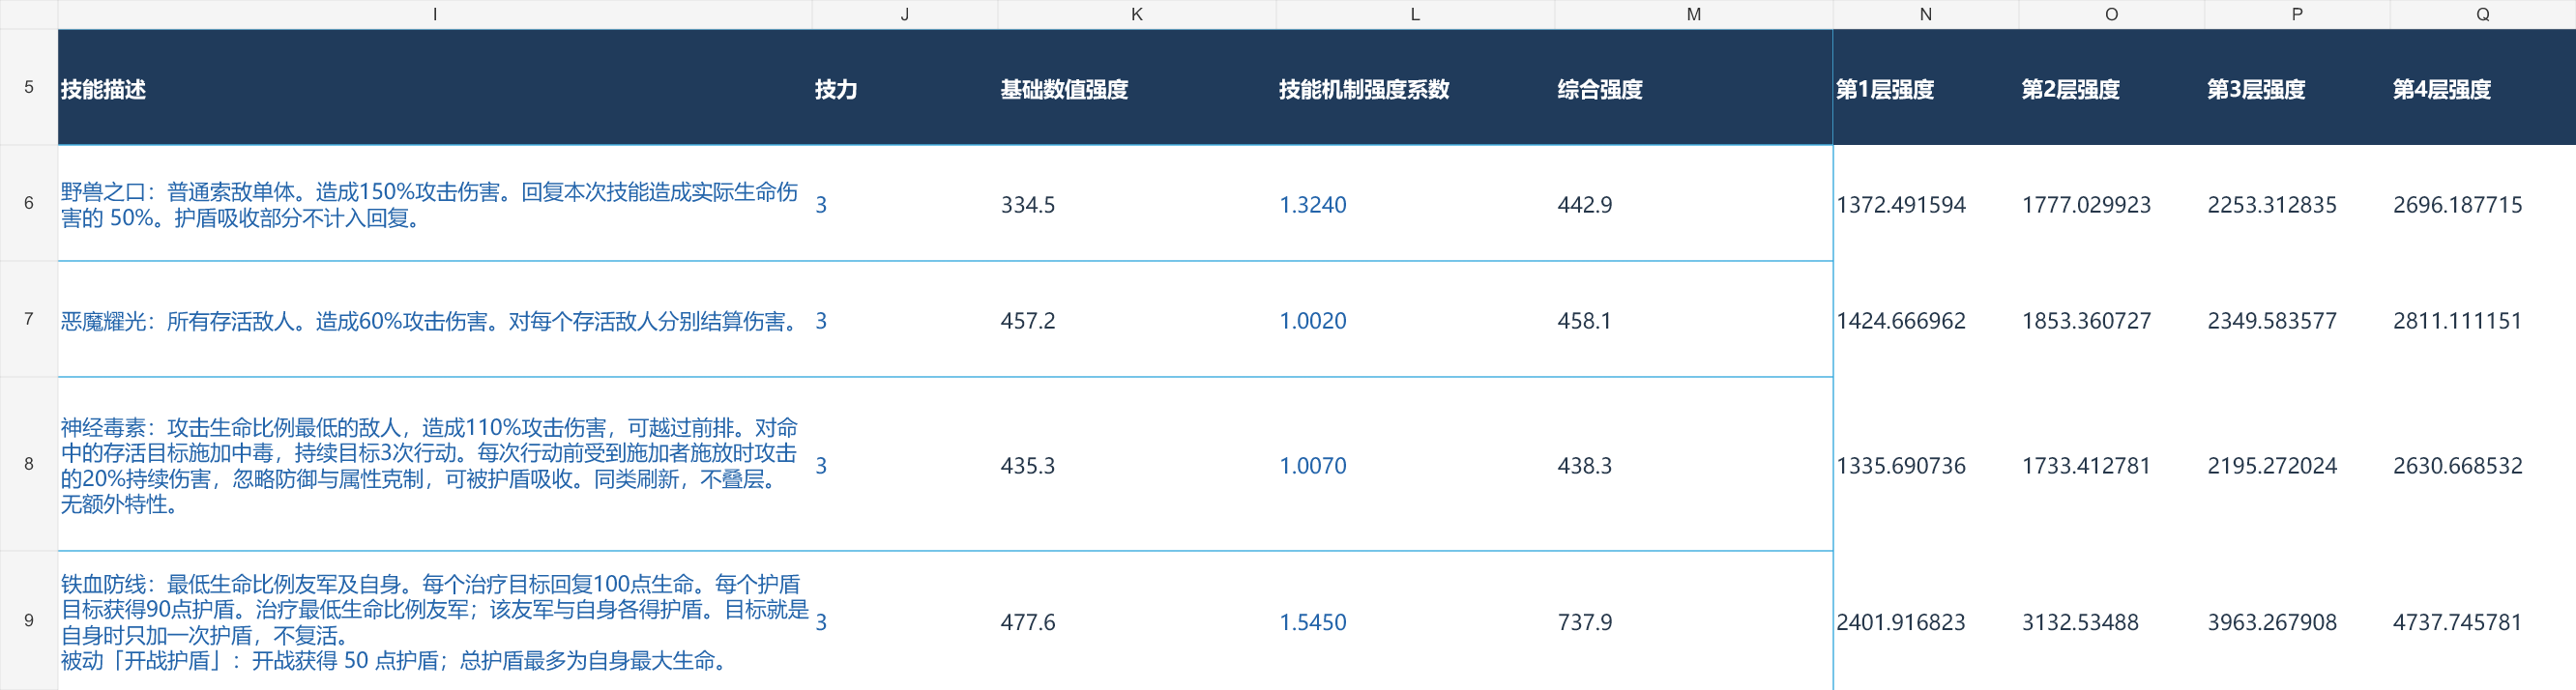 I J K L M N O P Q
5 技能描述 技力 基础数值强度 技能机制强度系数 综合强度 第1层强度 第2层强度 第3层强度 第4层强度
野兽之口：普通索敌单体。造成150%攻击伤害。回复本次技能造成实际生命伤
害的 50%。护盾吸收部分不计入回复。
6 3 334.5 1.3240 442.9 1372.491594 1777.029923 2253.312835 2696.187715
7 恶魔耀光：所有存活敌人。造成60%攻击伤害。对每个存活敌人分别结算伤害。 3 457.2 1.0020 458.1 1424.666962 1853.360727 2349.583577 2811.111151
神经毒素：攻击生命比例最低的敌人，造成110%攻击伤害，可越过前排。对命
中的存活目标施加中毒，持续目标3次行动。每次行动前受到施加者施放时攻击
的20%持续伤害，忽略防御与属性克制，可被护盾吸收。同类刷新，不叠层。
无额外特性。
8 3 435.3 1.0070 438.3 1335.690736 1733.412781 2195.272024 2630.668532
铁血防线：最低生命比例友军及自身。每个治疗目标回复100点生命。每个护盾
目标获得90点护盾。治疗最低生命比例友军；该友军与自身各得护盾。目标就是
自身时只加一次护盾，不复活。
被动「开战护盾」：开战获得 50 点护盾；总护盾最多为自身最大生命。
9 3 477.6 1.5450 737.9 2401.916823 3132.53488 3963.267908 4737.745781